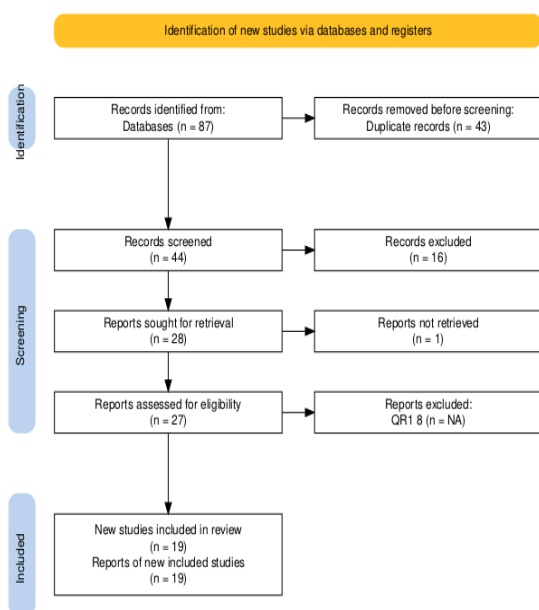 Identification of new studies via databases and registers
Identification
Records identified from:
Databases (n = 87)
Records removed before screening:
Duplicate records (n = 43)
Screening
Records screened
(n = 44)
Records excluded
(n = 16)
Reports sought for retrieval
(n = 28)
Reports not retrieved
(n = 1)
Reports assessed for eligibility
(n = 27)
Reports excluded:
QR1 8 (n = NA)
Included
New studies included in review
(n = 19)
Reports of new included studies
(n = 19)